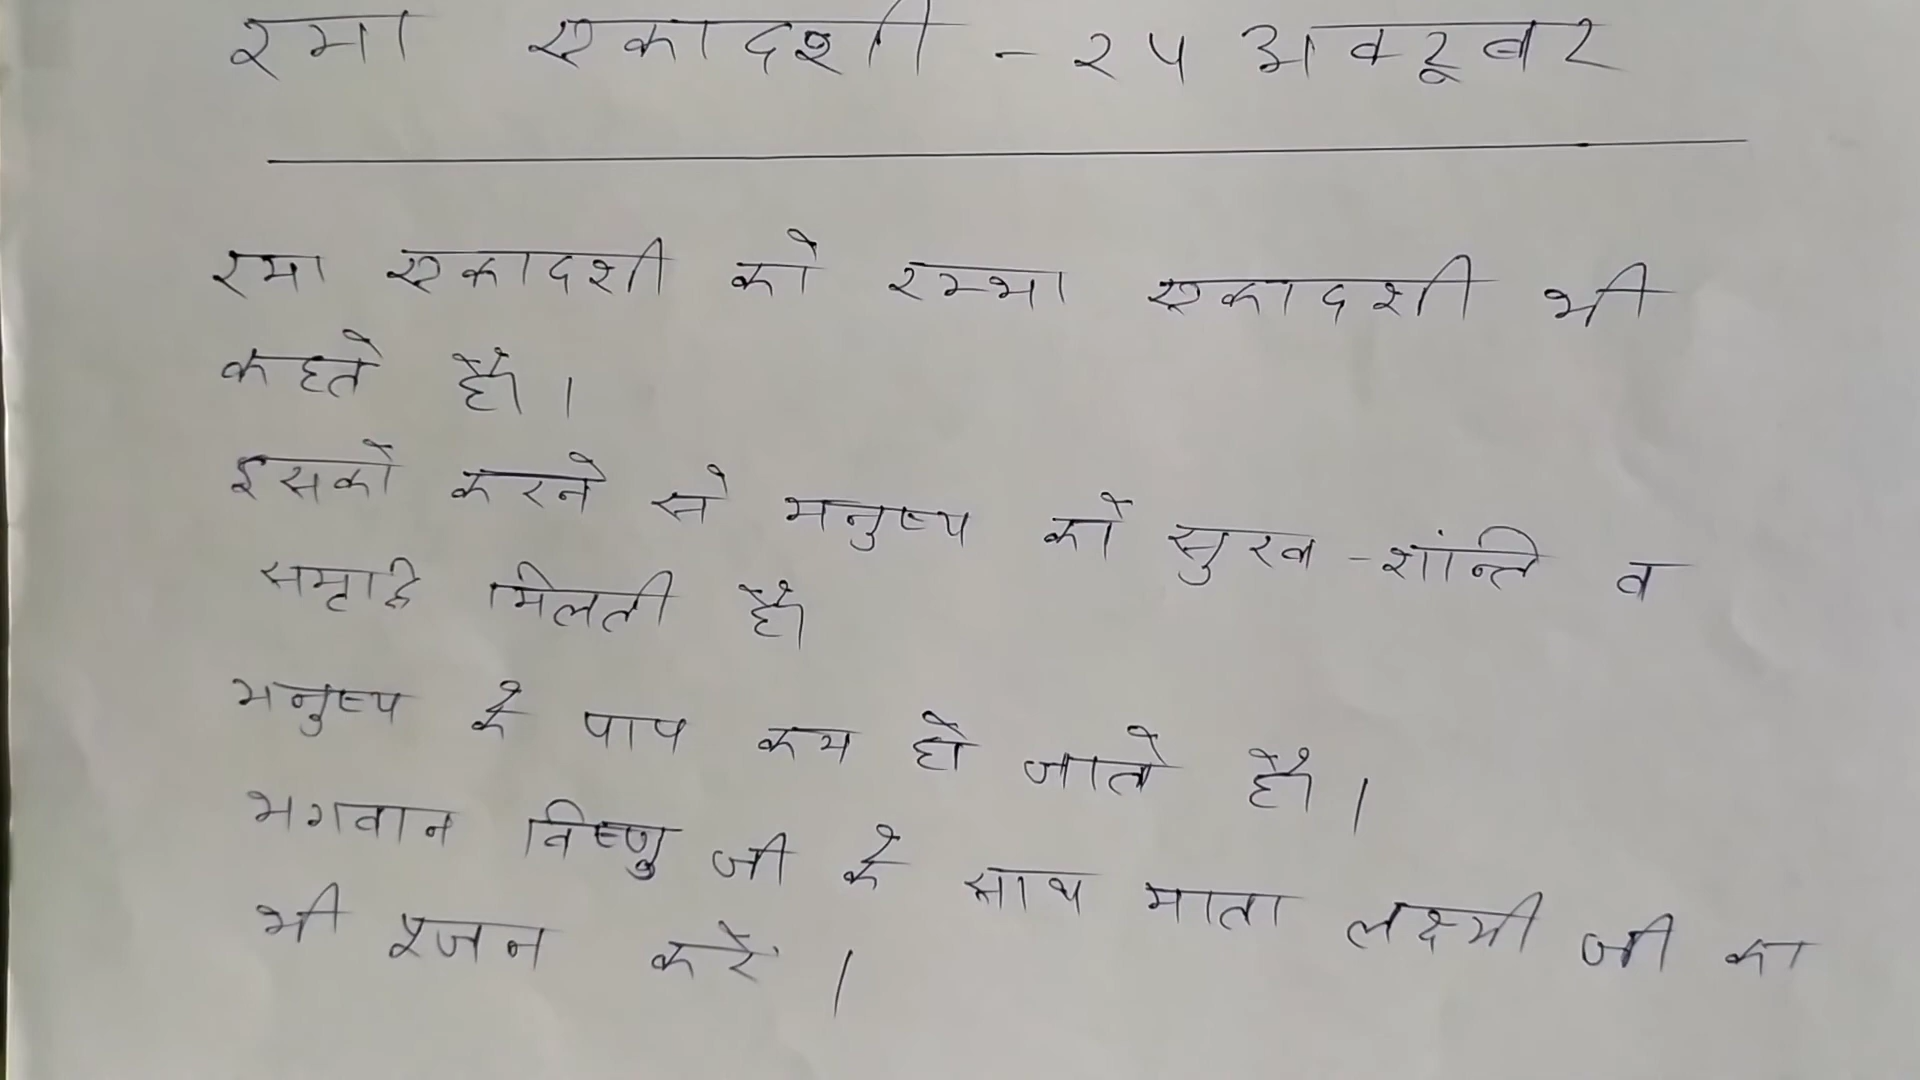 रमा एकादशी - २५ अक्टूबर
रमा एकादशी को रम्भा एकादशी भी
कहते हैं।
इसको करने से मनुष्य को सुख - शांन्ति व
समृद्धि मिलती है
मनुष्य के पाप कम हो जाते हैं।
भगवान विष्णु जी के साथ माता लक्ष्मी जी का
भी पूजन करें।